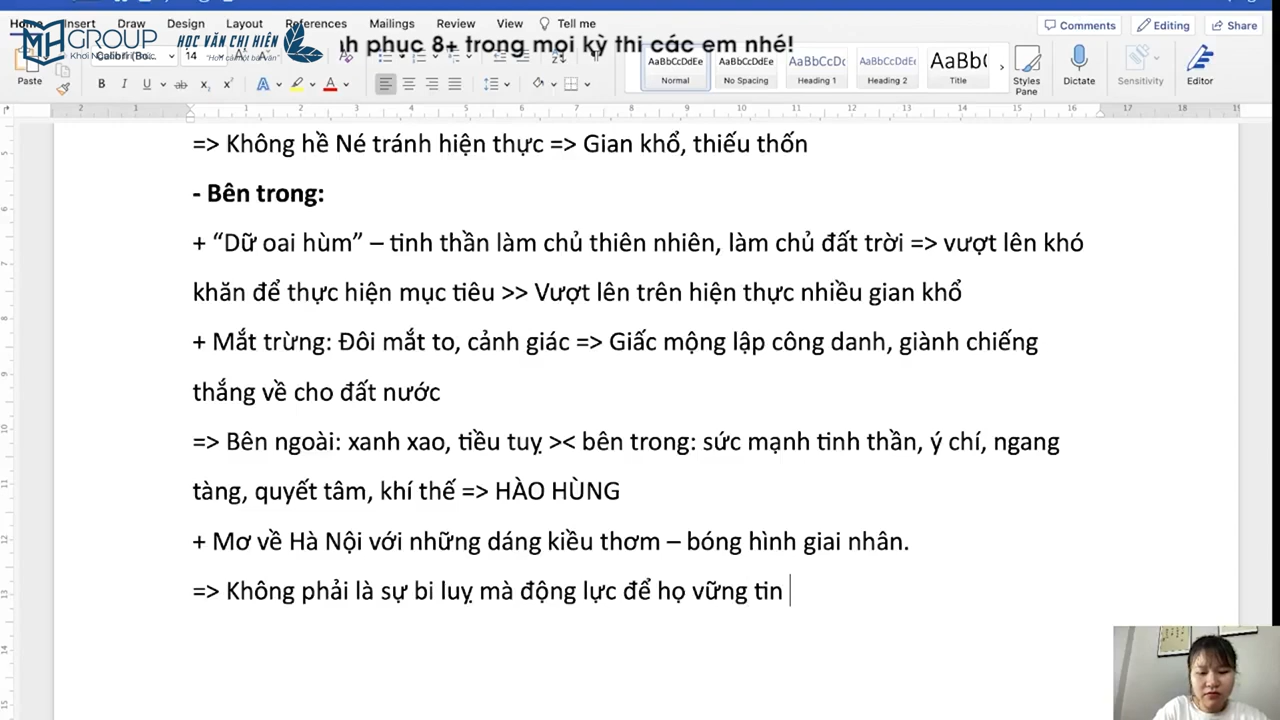 Home Insert Draw Design Layout References Mailings Review View Tell me Comments Editing Share
MH GROUP HỌC VĂN CHỊ HIÊN
nh phục 8+ trong mọi kỳ thi các em nhé!
Calibri (Bo... 14
Paste
AaBbCcDdEe AaBbCcDdEe AaBbCcDc AaBbCcDdEe AaBb(
Normal No Spacing Heading 1 Heading 2 Title Styles Pane Dictate Sensitivity Editor
=> Không hề Né tránh hiện thực => Gian khổ, thiếu thốn
- Bên trong:
+ “Dữ oai hùm” – tinh thần làm chủ thiên nhiên, làm chủ đất trời => vượt lên khó
khăn để thực hiện mục tiêu >> Vượt lên trên hiện thực nhiều gian khổ
+ Mắt trừng: Đôi mắt to, cảnh giác => Giấc mộng lập công danh, giành chiếng
thắng về cho đất nước
=> Bên ngoài: xanh xao, tiều tuỵ >< bên trong: sức mạnh tinh thần, ý chí, ngang
tàng, quyết tâm, khí thế => HÀO HÙNG
+ Mơ về Hà Nội với những dáng kiều thơm – bóng hình giai nhân.
=> Không phải là sự bi luỵ mà động lực để họ vững tin